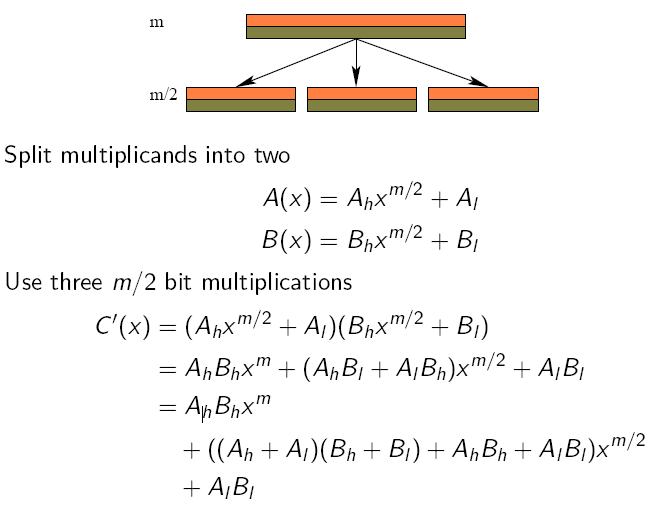 m
m/2
Split multiplicands into two
A(x) = A_h x^{m/2} + A_l
B(x) = B_h x^{m/2} + B_l
Use three m/2 bit multiplications
C′(x) = (A_h x^{m/2} + A_l)(B_h x^{m/2} + B_l)
= A_h B_h x^m + (A_h B_l + A_l B_h)x^{m/2} + A_l B_l
= A_h B_h x^m
+ ((A_h + A_l)(B_h + B_l) + A_h B_h + A_l B_l)x^{m/2}
+ A_l B_l